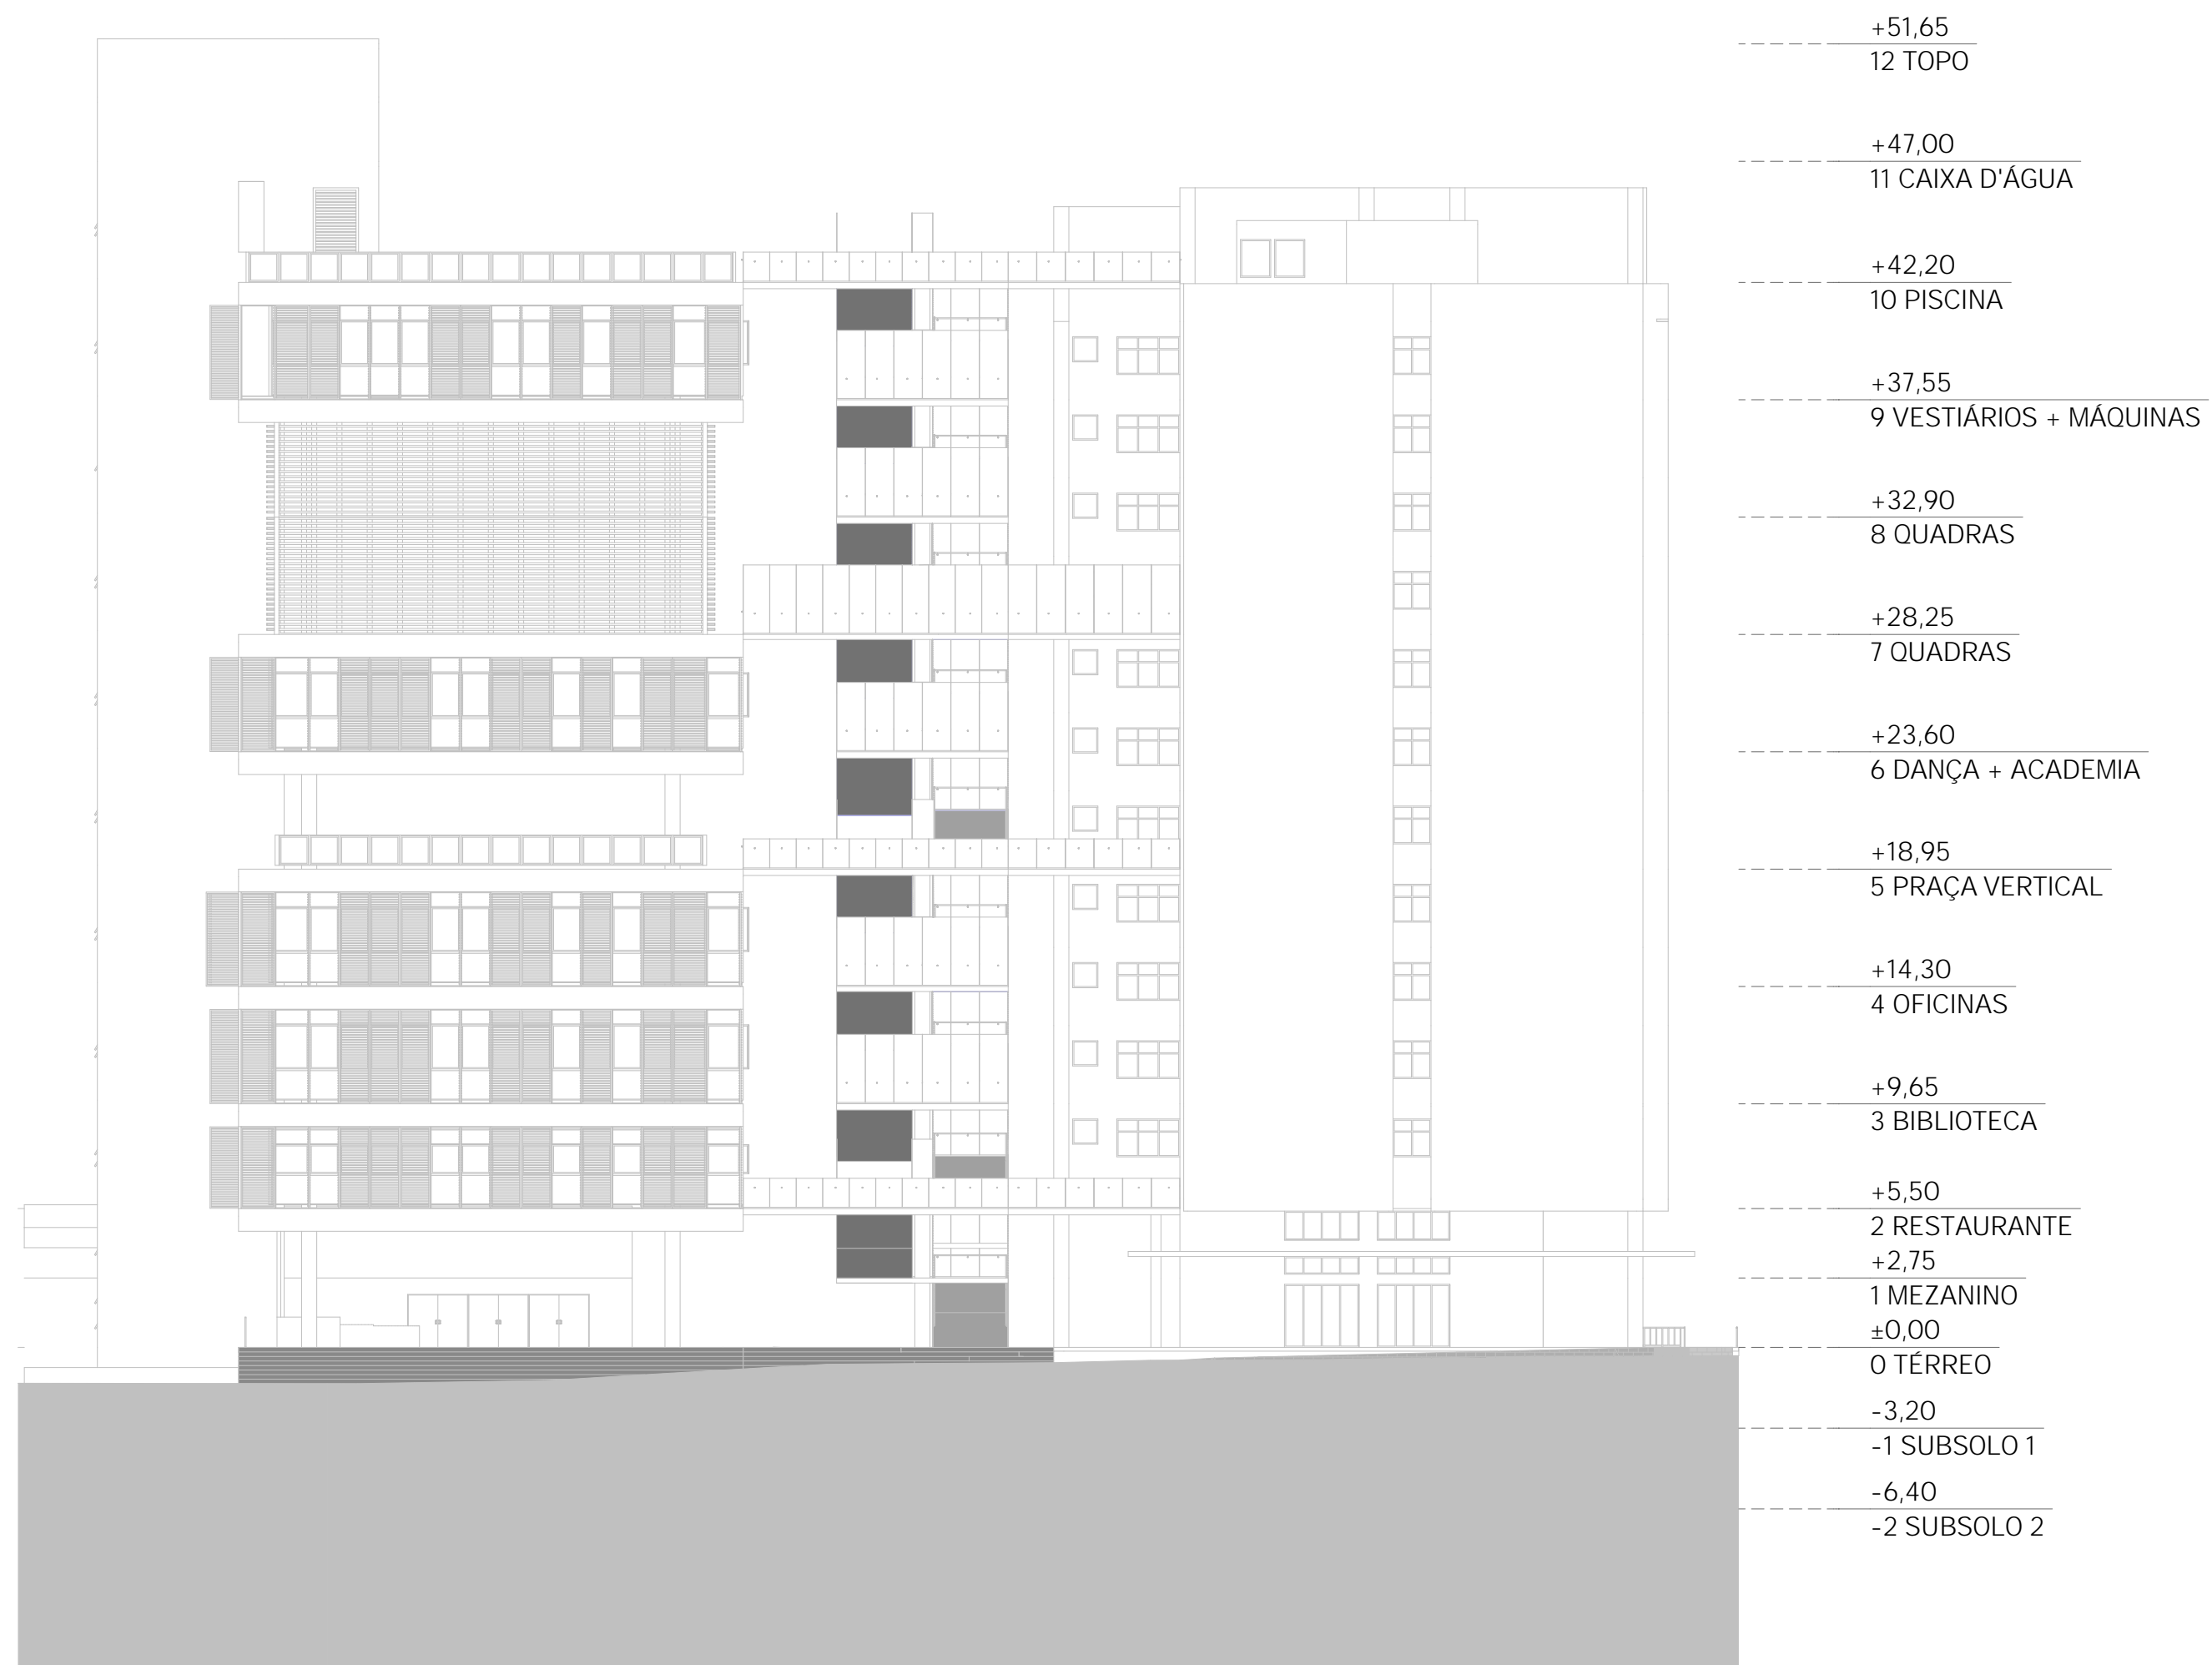 +51,65
12 TOPO
+47,00
11 CAIXA D'ÁGUA
+42,20
10 PISCINA
+37,55
9 VESTIÁRIOS + MÁQUINAS
+32,90
8 QUADRAS
+28,25
7 QUADRAS
+23,60
6 DANÇA + ACADEMIA
+18,95
5 PRAÇA VERTICAL
+14,30
4 OFICINAS
+9,65
3 BIBLIOTECA
+5,50
2 RESTAURANTE
+2,75
1 MEZANINO
±0,00
0 TÉRREO
-3,20
-1 SUBSOLO 1
-6,40
-2 SUBSOLO 2